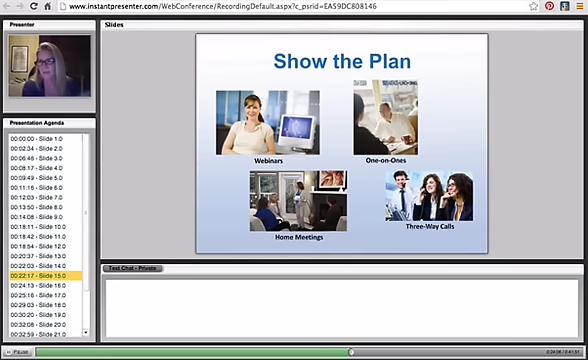 www.instantpresenter.com/WebConference/RecordingDefault.aspx?c_psrid=EA59DC808146
Presenter
Slides
Show the Plan
Webinars
One-on-Ones
Home Meetings
Three-Way Calls
Presentation Agenda
00:00:00 - Slide 1.0
00:02:34 - Slide 2.0
00:06:46 - Slide 3.0
00:08:17 - Slide 4.0
00:09:49 - Slide 5.0
00:11:16 - Slide 6.0
00:12:03 - Slide 7.0
00:13:50 - Slide 8.0
00:14:08 - Slide 9.0
00:18:11 - Slide 10.0
00:18:42 - Slide 11.0
00:18:54 - Slide 12.0
00:20:37 - Slide 13.0
00:22:03 - Slide 14.0
00:22:17 - Slide 15.0
00:24:13 - Slide 16.0
00:25:16 - Slide 17.0
00:29:03 - Slide 18.0
00:30:20 - Slide 19.0
00:32:08 - Slide 20.0
00:32:59 - Slide 21.0
Text Chat - Private
Pause